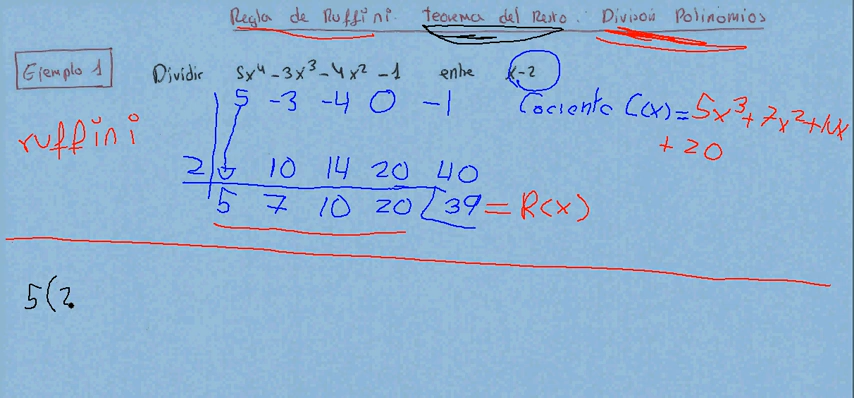 Regla de Ruffini. teorema del Resto. Division Polinomios
Ejemplo 1 Dividir 5x⁴-3x³-4x²-1 entre x-2
5 -3 -4 0 -1 Cociente C(x)=5x³+7x²+10x
ruffini +20
2 10 14 20 40
5 7 10 20 39 = R(x)
5(2